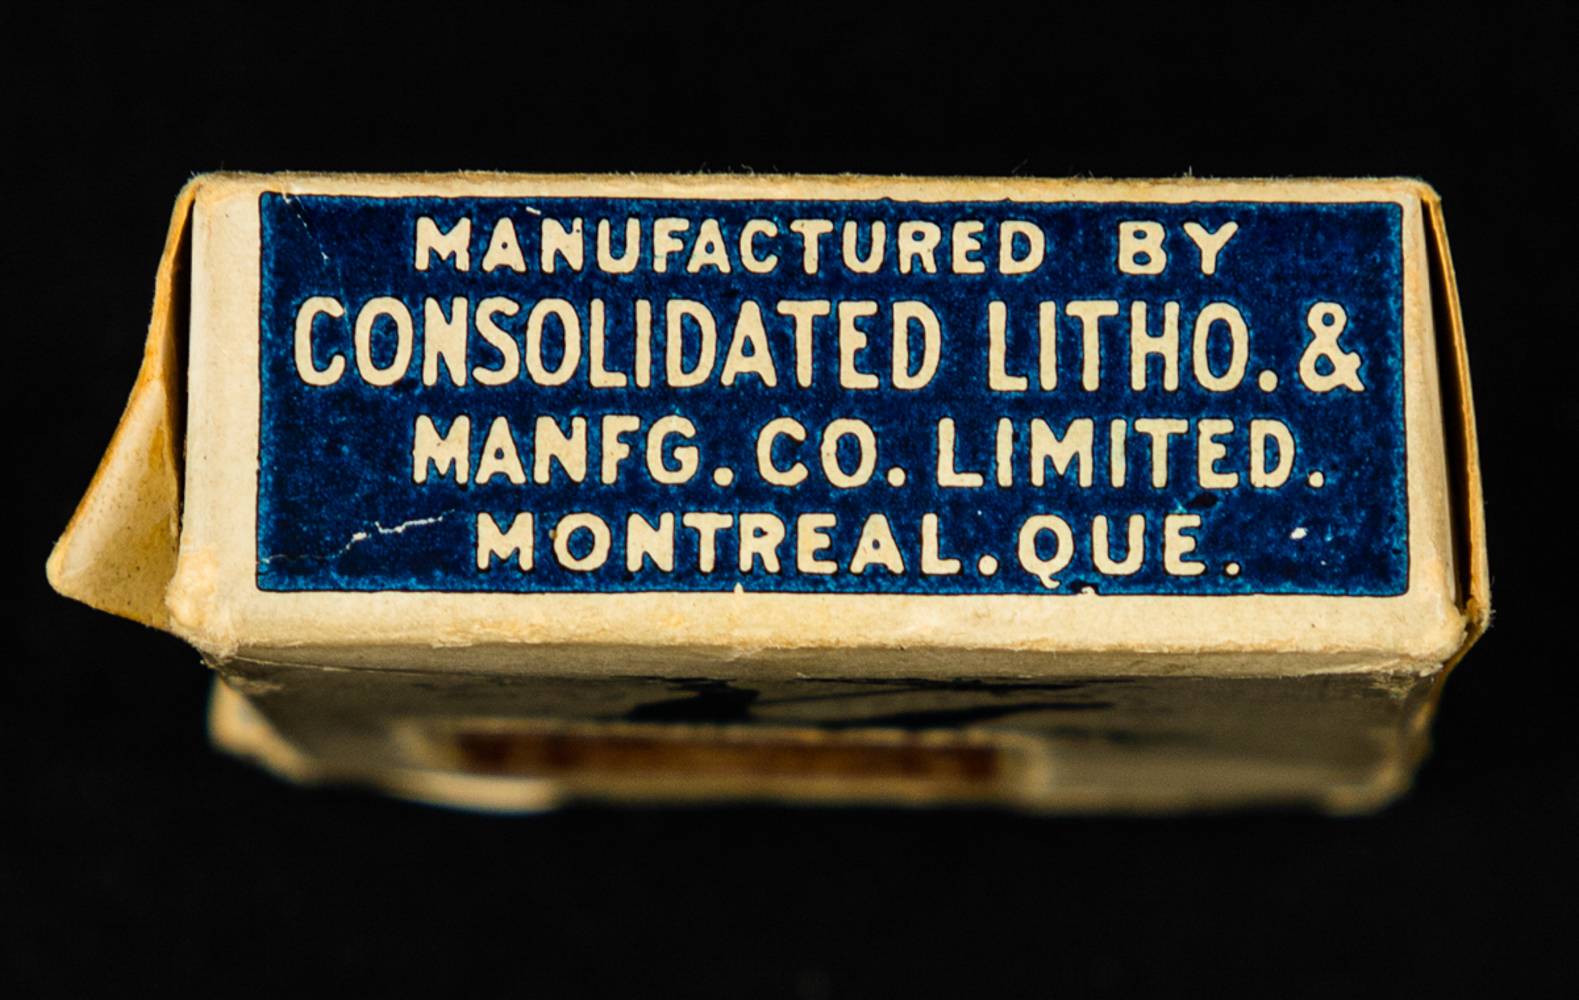 MANUFACTURED BY
CONSOLIDATED LITHO. &
MANFG. CO. LIMITED.
MONTREAL. QUE.